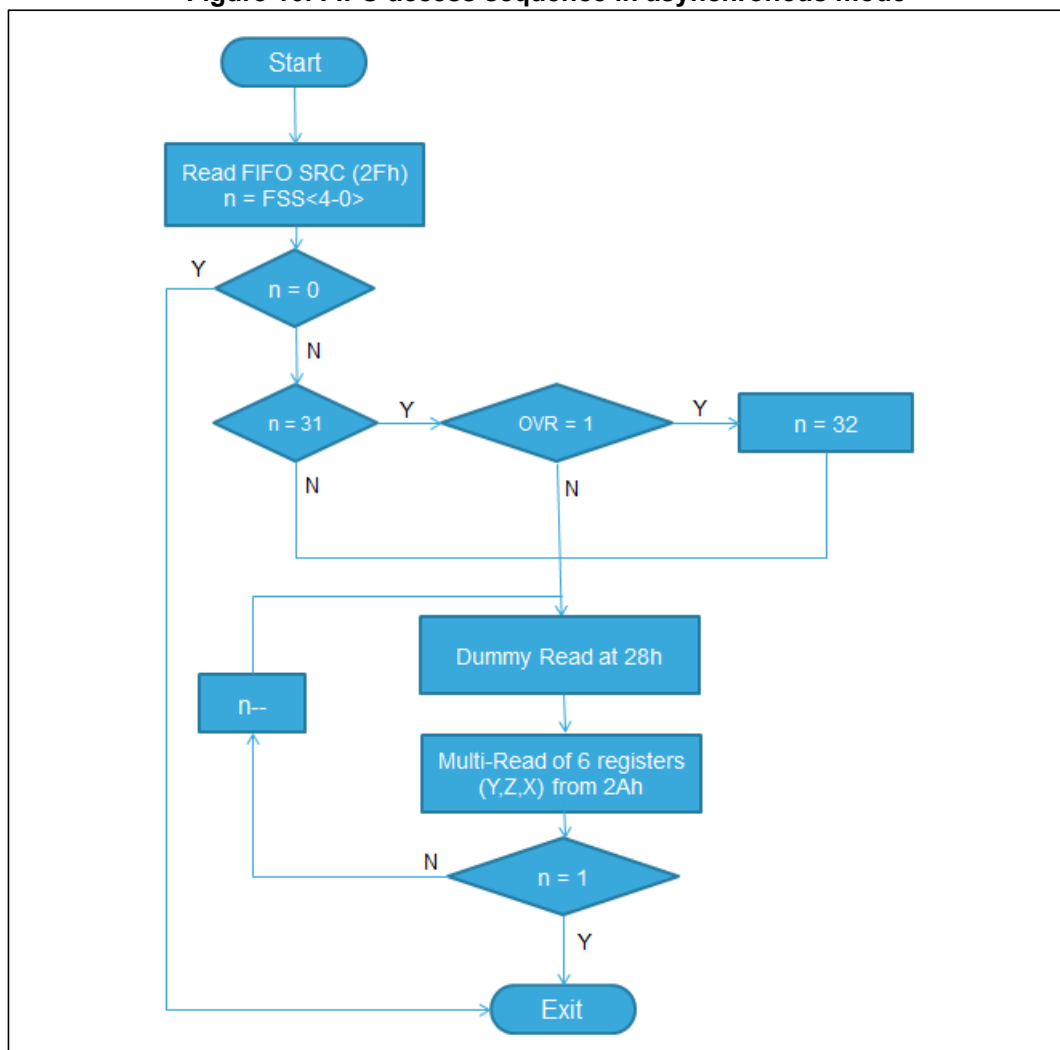 Start
Read FIFO SRC (2Fh)
n = FSS<4-0>
Y
n = 0
N
n = 31
Y
OVR = 1
Y
n = 32
N
N
Dummy Read at 28h
n--
Multi-Read of 6 registers
(Y,Z,X) from 2Ah
N
n = 1
Y
Exit